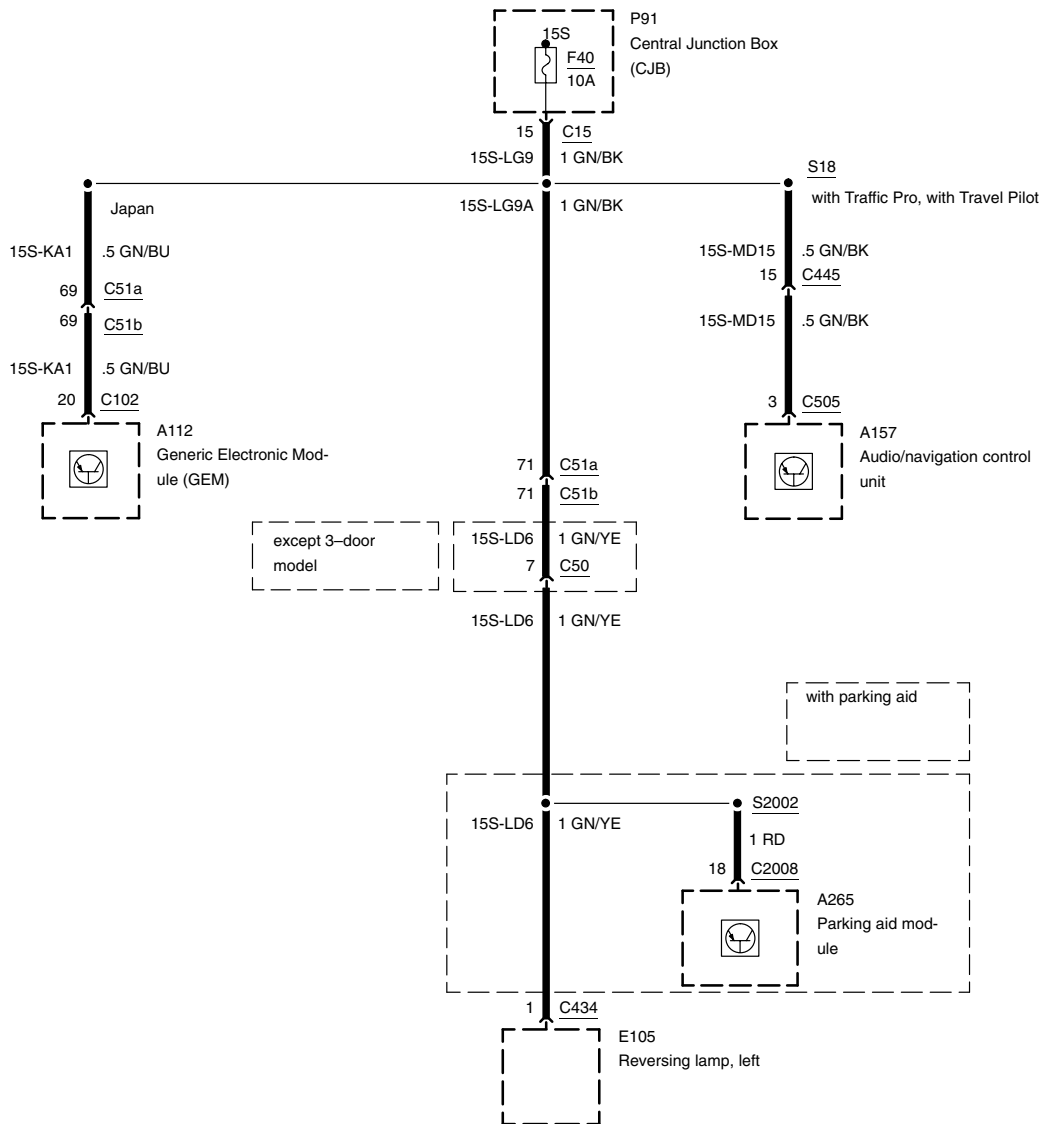 P91
Central Junction Box
(CJB)
15S
F40
10A
15 C15
15S-LG9 1 GN/BK
S18
15S-LG9A 1 GN/BK
with Traffic Pro, with Travel Pilot
Japan
15S-KA1 .5 GN/BU
69 C51a
69 C51b
15S-KA1 .5 GN/BU
20 C102
A112
Generic Electronic Mod-
ule (GEM)
15S-MD15 .5 GN/BK
15 C445
15S-MD15 .5 GN/BK
3 C505
A157
Audio/navigation control
unit
71 C51a
71 C51b
except 3–door
model
15S-LD6 1 GN/YE
7 C50
15S-LD6 1 GN/YE
with parking aid
S2002
15S-LD6 1 GN/YE
1 RD
18 C2008
A265
Parking aid mod-
ule
1 C434
E105
Reversing lamp, left